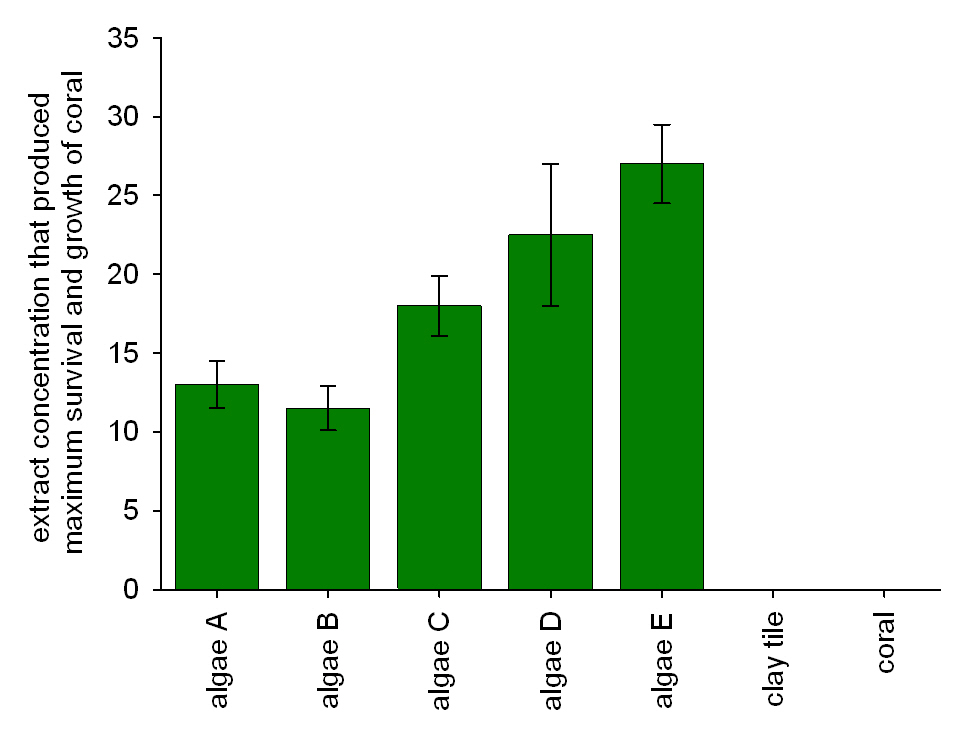 extract concentration that produced
maximum survival and growth of coral
35
30
25
20
15
10
5
0
algae A
algae B
algae C
algae D
algae E
clay tile
coral